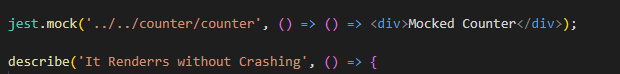 jest.mock('../../counter/counter', () => () => <div>Mocked Counter</div>);
describe('It Renderrs without Crashing', () => {